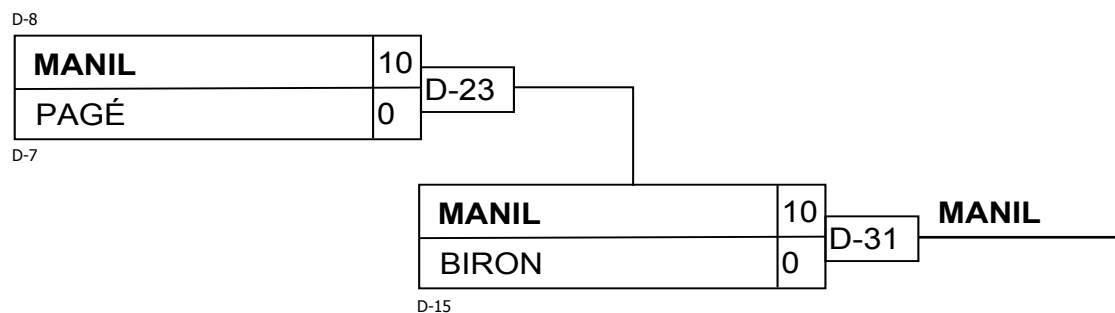 D-8
MANIL 10
D-23
PAGÉ 0
D-7
MANIL 10
MANIL
D-31
BIRON 0
D-15